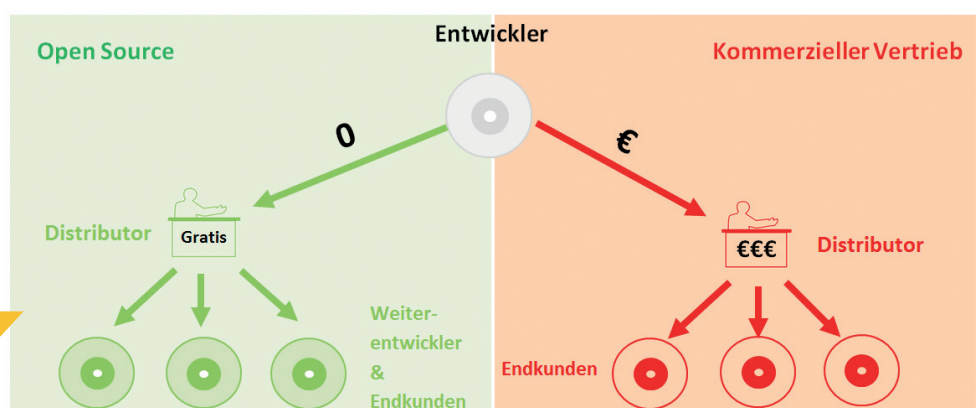 Entwickler
Open Source
Kommerzieller Vertrieb
0
€
Distributor
Gratis
€€€
Distributor
Weiter-
entwickler
&
Endkunden
Endkunden